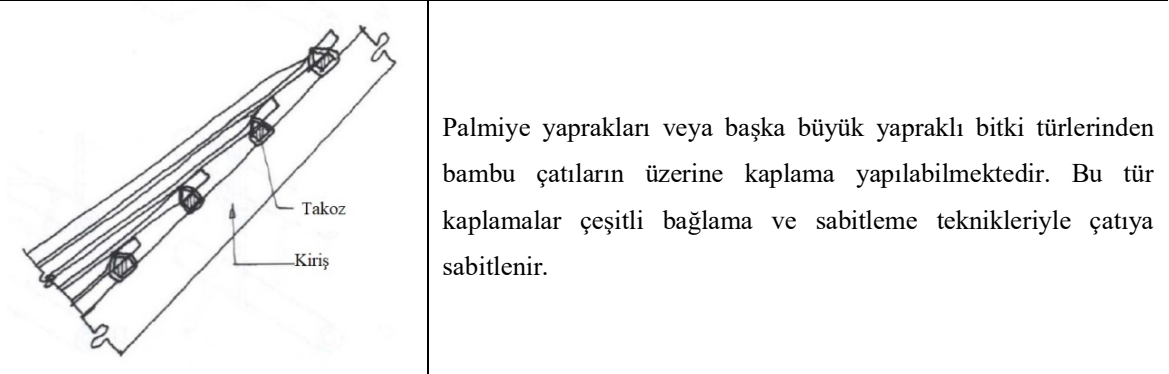 Takoz
Kiriş
Palmiye yaprakları veya başka büyük yapraklı bitki türlerinden
bambu çatıların üzerine kaplama yapılabilmektedir. Bu tür
kaplamalar çeşitli bağlama ve sabitleme teknikleriyle çatıya
sabitlenir.